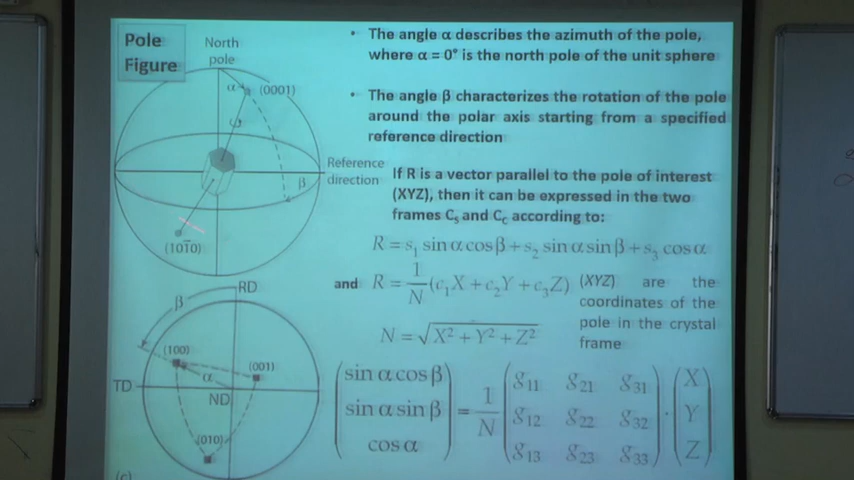 Pole
Figure
North
pole
α
(0001)
ω
Reference
direction
β
(101̄0)
β
RD
(100)
(001)
α
TD
ND
(010)
(c)
• The angle α describes the azimuth of the pole,
where α = 0° is the north pole of the unit sphere
• The angle β characterizes the rotation of the pole
around the polar axis starting from a specified
reference direction
If R is a vector parallel to the pole of interest
(XYZ), then it can be expressed in the two
frames C_S and C_C according to:
R = s₁ sin α cos β + s₂ sin α sin β + s₃ cos α
and R = 1/N (c₁X + c₂Y + c₃Z)
(XYZ) are the
coordinates of the
pole in the crystal
frame
N = √(X² + Y² + Z²)
(sin α cos β) = 1/N (g₁₁ g₂₁ g₃₁) · (X)
(sin α sin β) (g₁₂ g₂₂ g₃₂) (Y)
(cos α) (g₁₃ g₂₃ g₃₃) (Z)